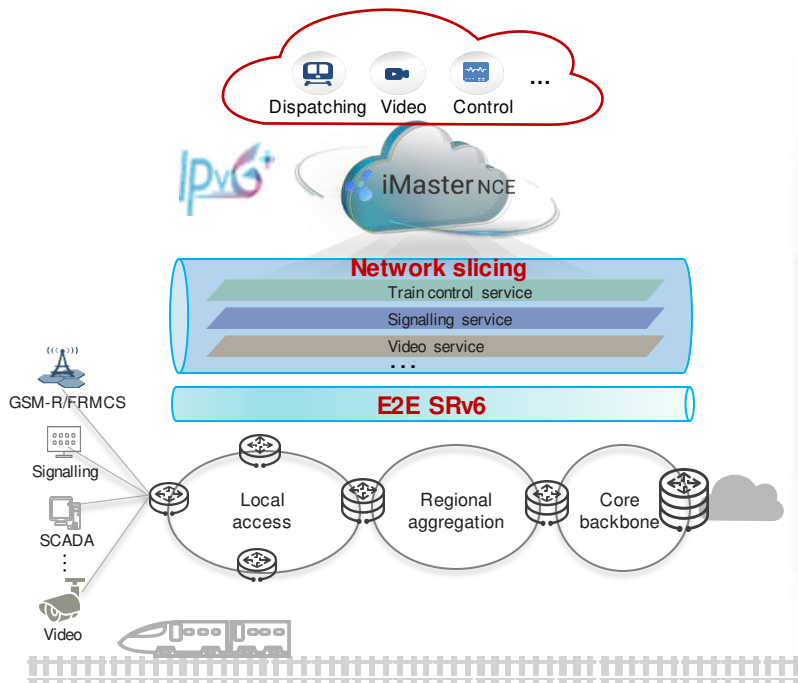 Dispatching Video Control ...
IPv6+
iMaster NCE
Network slicing
Train control service
Signalling service
Video service
...
GSM-R/FRMCS
E2E SRv6
Signalling
Local
access
Regional
aggregation
Core
backbone
SCADA
Video